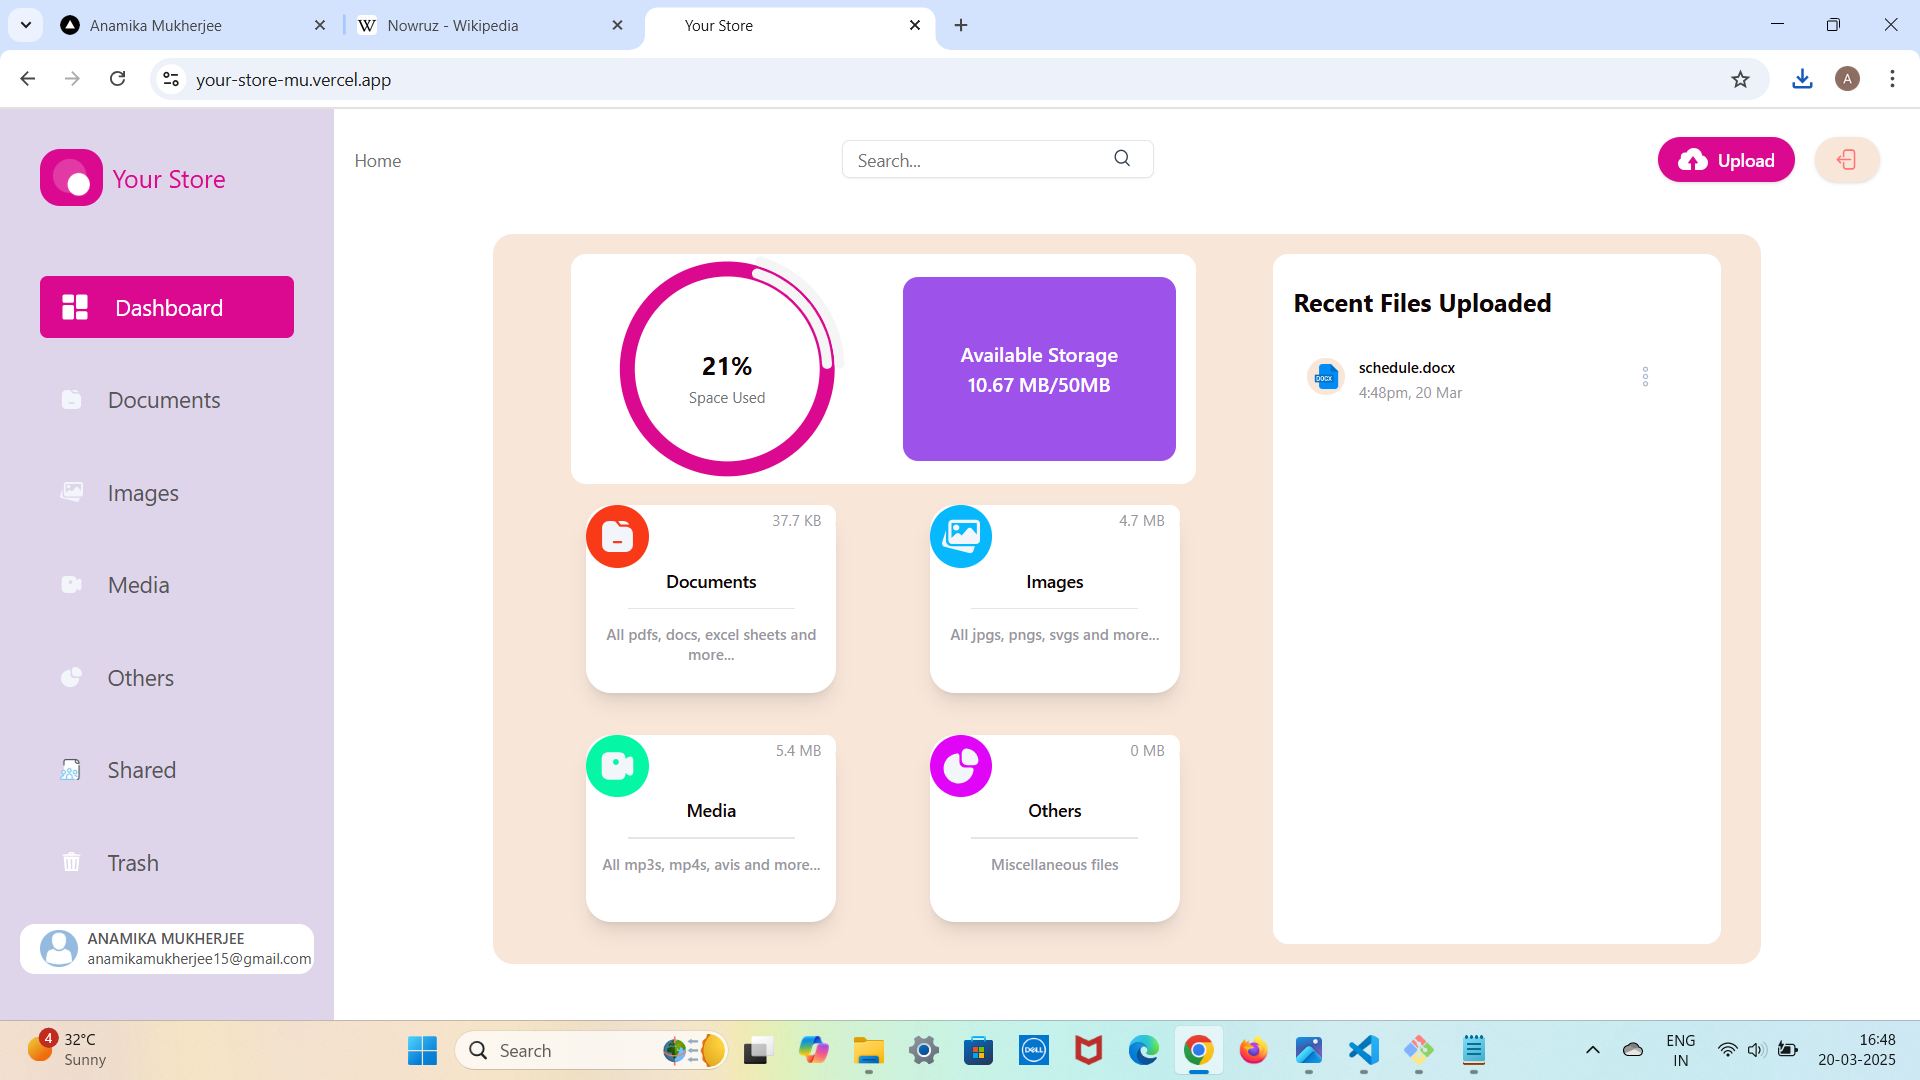 Anamika Mukherjee
Nowruz - Wikipedia
Your Store
your-store-mu.vercel.app
A
Your Store
Home
Search...
Upload
Dashboard
Documents
Images
Media
Others
Shared
Trash
ANAMIKA MUKHERJEE
anamikamukherjee15@gmail.com
21%
Space Used
Available Storage
10.67 MB/50MB
37.7 KB
Documents
All pdfs, docs, excel sheets and
more...
4.7 MB
Images
All jpgs, pngs, svgs and more...
5.4 MB
Media
All mp3s, mp4s, avis and more...
0 MB
Others
Miscellaneous files
Recent Files Uploaded
DOCX
schedule.docx
4:48pm, 20 Mar
4
32°C
Sunny
Search
DELL
ENG
IN
16:48
20-03-2025